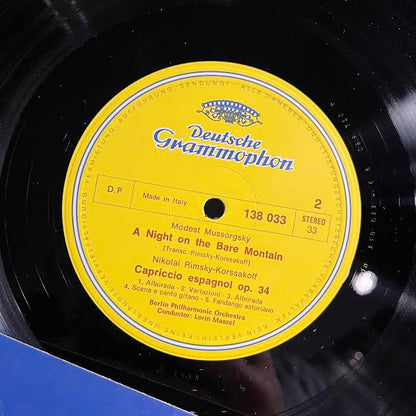 Deutsche
Grammophon
D.P
Made in Italy
138 033
2
STEREO
33
Modest Mussorgsky
A Night on the Bare Montain
(Transc. Rimsky-Korssakoff)
Nikolai Rimsky-Korssakoff
Capriccio espagnol op. 34
1. Alborada - 2. Variazioni - 3. Alborada
4. Scena e canto gitano - 5. Fandango asturiano
Berlin Philharmonic Orchestra
Conductor: Lorin Maazel